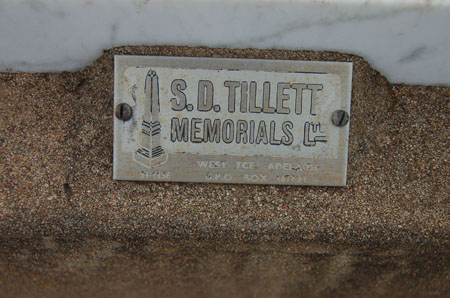 S.D. TILLETT
MEMORIALS LTD
WEST TCE ADELAIDE
G.P.O. BOX